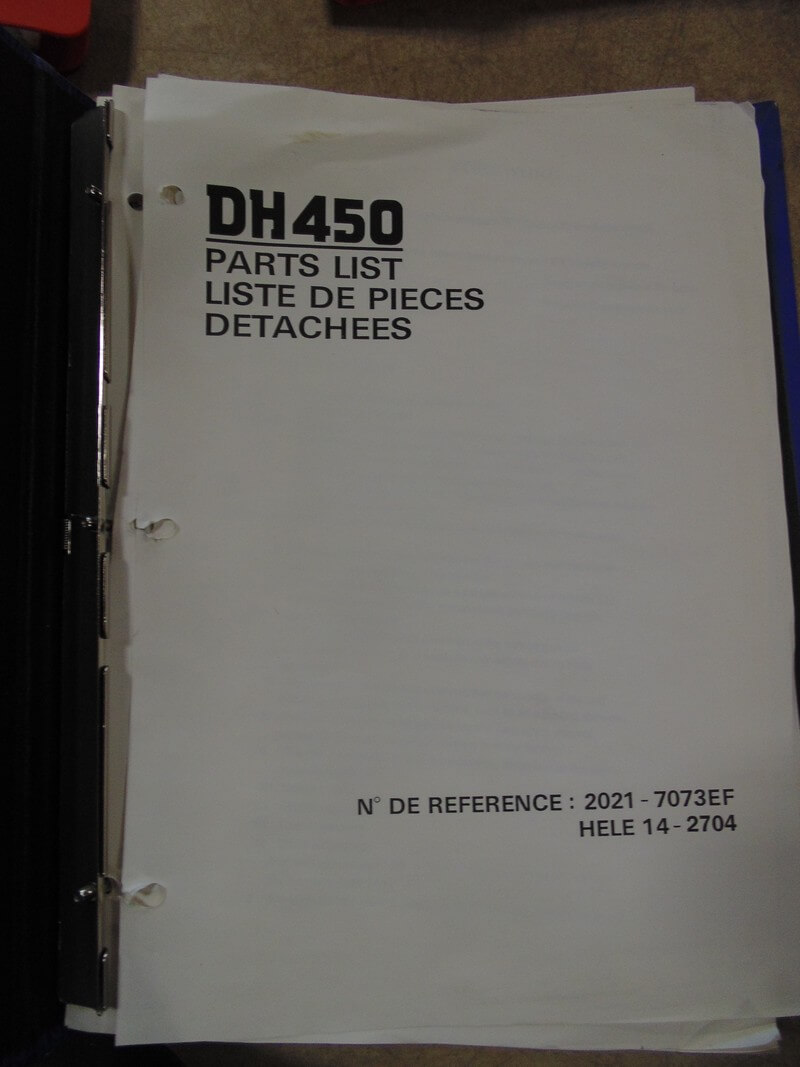 DH450
PARTS LIST
LISTE DE PIECES
DETACHEES
N° DE REFERENCE : 2021 - 7073EF
HELE 14 - 2704